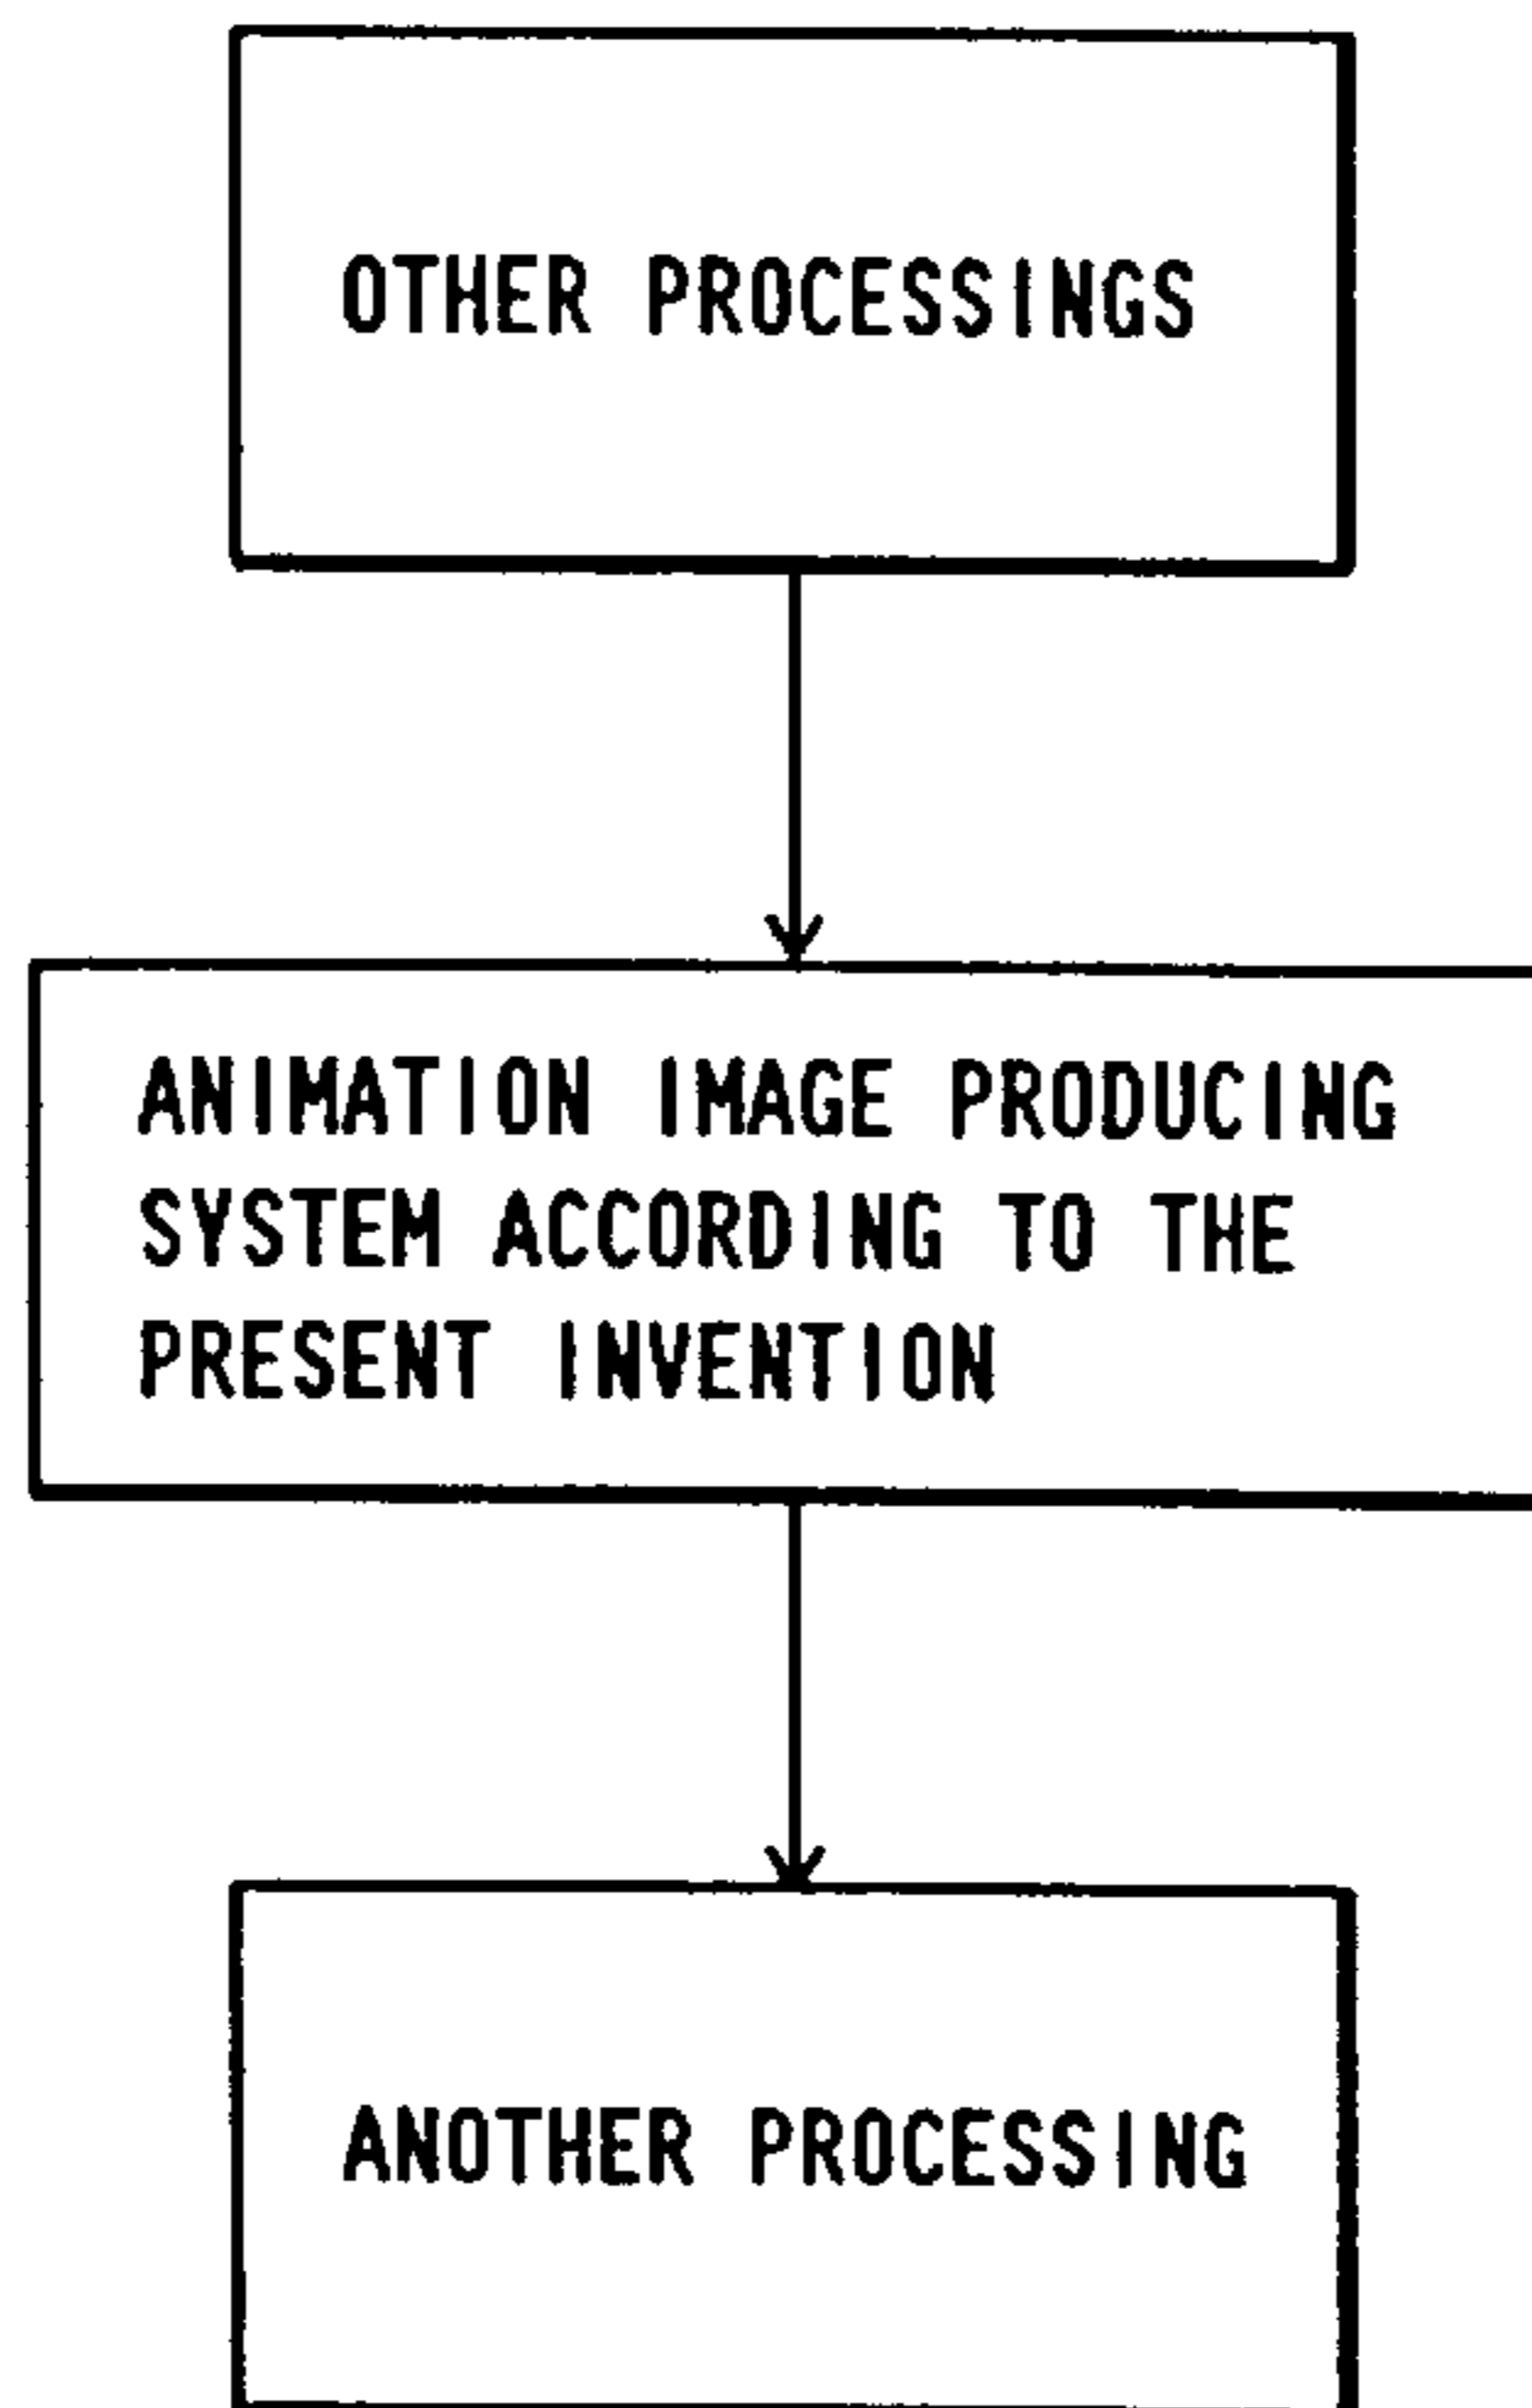 OTHER PROCESSINGS
ANIMATION IMAGE PRODUCING
SYSTEM ACCORDING TO THE
PRESENT INVENTION
ANOTHER PROCESSING